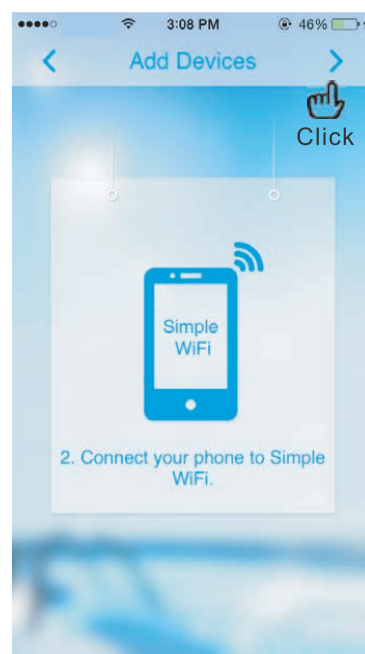 3:08 PM 46%
Add Devices
Click
Simple
WiFi
2. Connect your phone to Simple
WiFi.